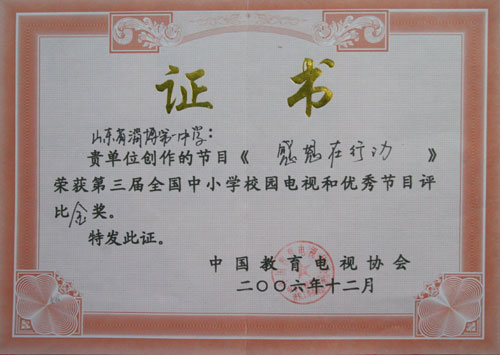 证书
山东省淄博第一中学：
贵单位创作的节目《感恩在行动》
荣获第三届全国中小学校园电视和优秀节目评
比金奖。
特发此证。
中国教育电视协会
二〇〇六年十二月